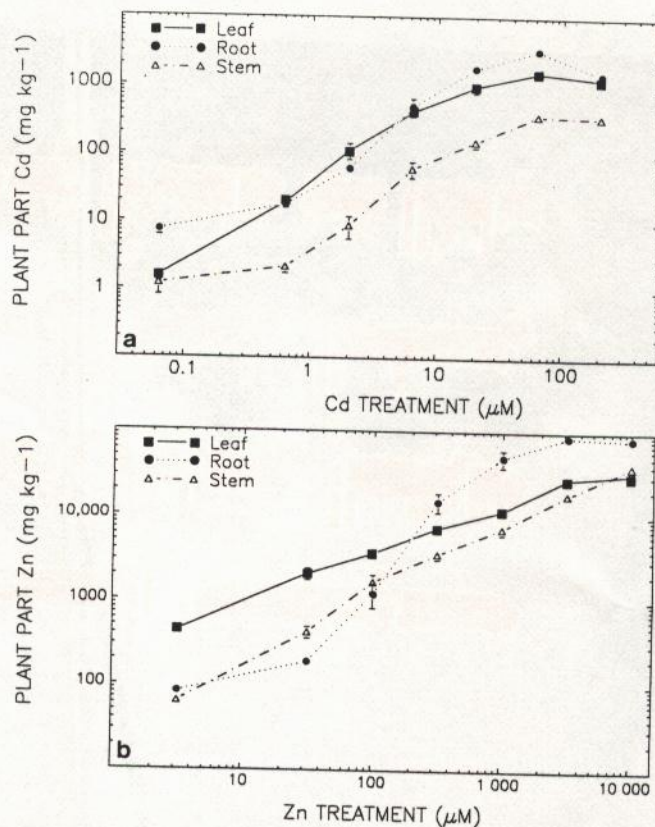 Leaf
Root
Stem
1000
100
10
1
PLANT PART Cd (mg kg−1)
a
0.1 1 10 100
Cd TREATMENT (μM)
Leaf
Root
Stem
10,000
1000
100
PLANT PART Zn (mg kg−1)
b
10 100 1 000 10 000
Zn TREATMENT (μM)